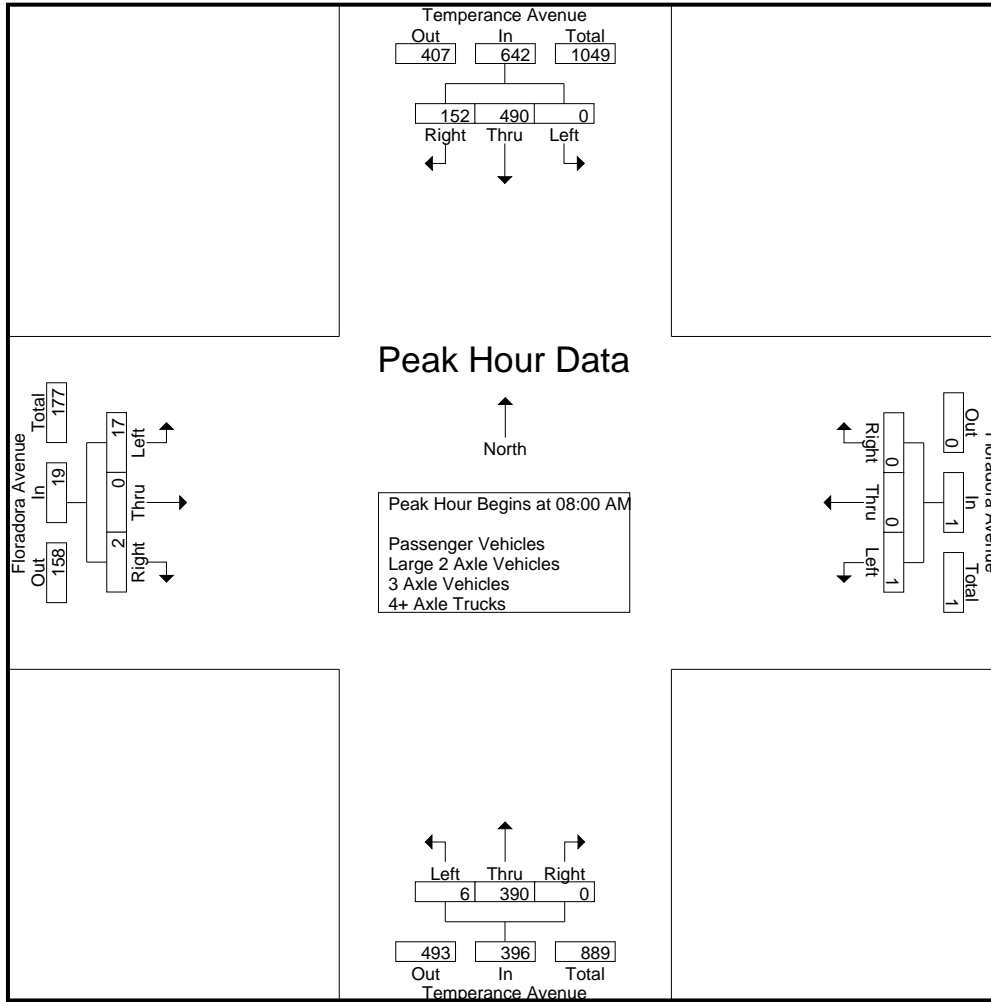 Temperance Avenue
Out In Total
407 642 1049
152 490 0
Right Thru Left
Peak Hour Data
North
Peak Hour Begins at 08:00 AM
Passenger Vehicles
Large 2 Axle Vehicles
3 Axle Vehicles
4+ Axle Trucks
Floradora Avenue
Total In Out
177 19 158
17 0 2
Left Thru Right
Floradora Avenue
Out In Total
0 1 1
0 0 1
Right Thru Left
Left Thru Right
6 390 0
493 396 889
Out In Total
Temperance Avenue